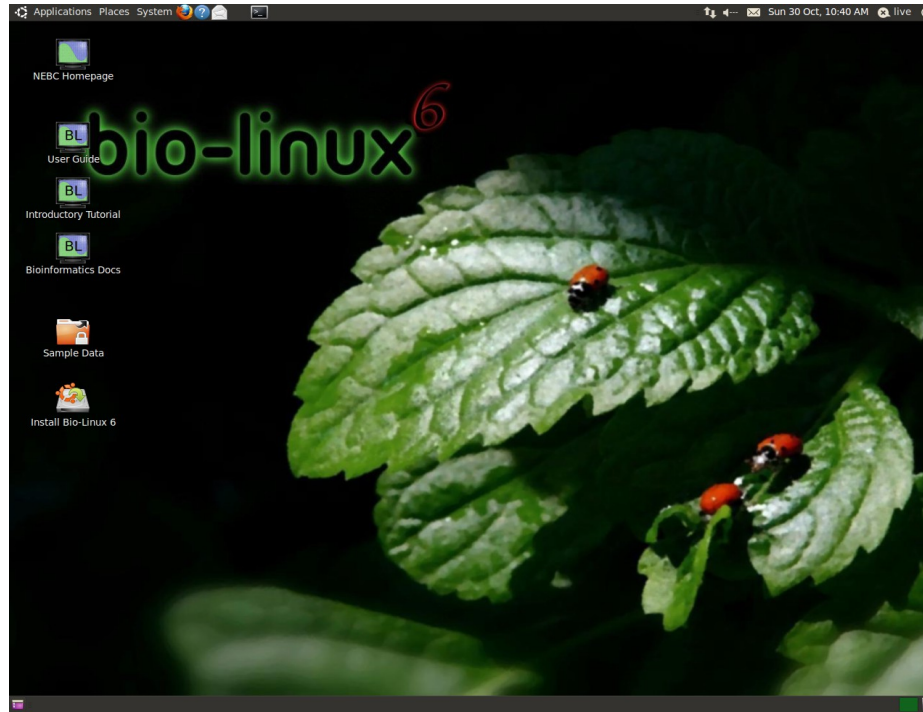 Applications Places System
Sun 30 Oct, 10:40 AM
live
NEBC Homepage
bio-linux 6
BL
User Guide
BL
Introductory Tutorial
BL
Bioinformatics Docs
Sample Data
Install Bio-Linux 6